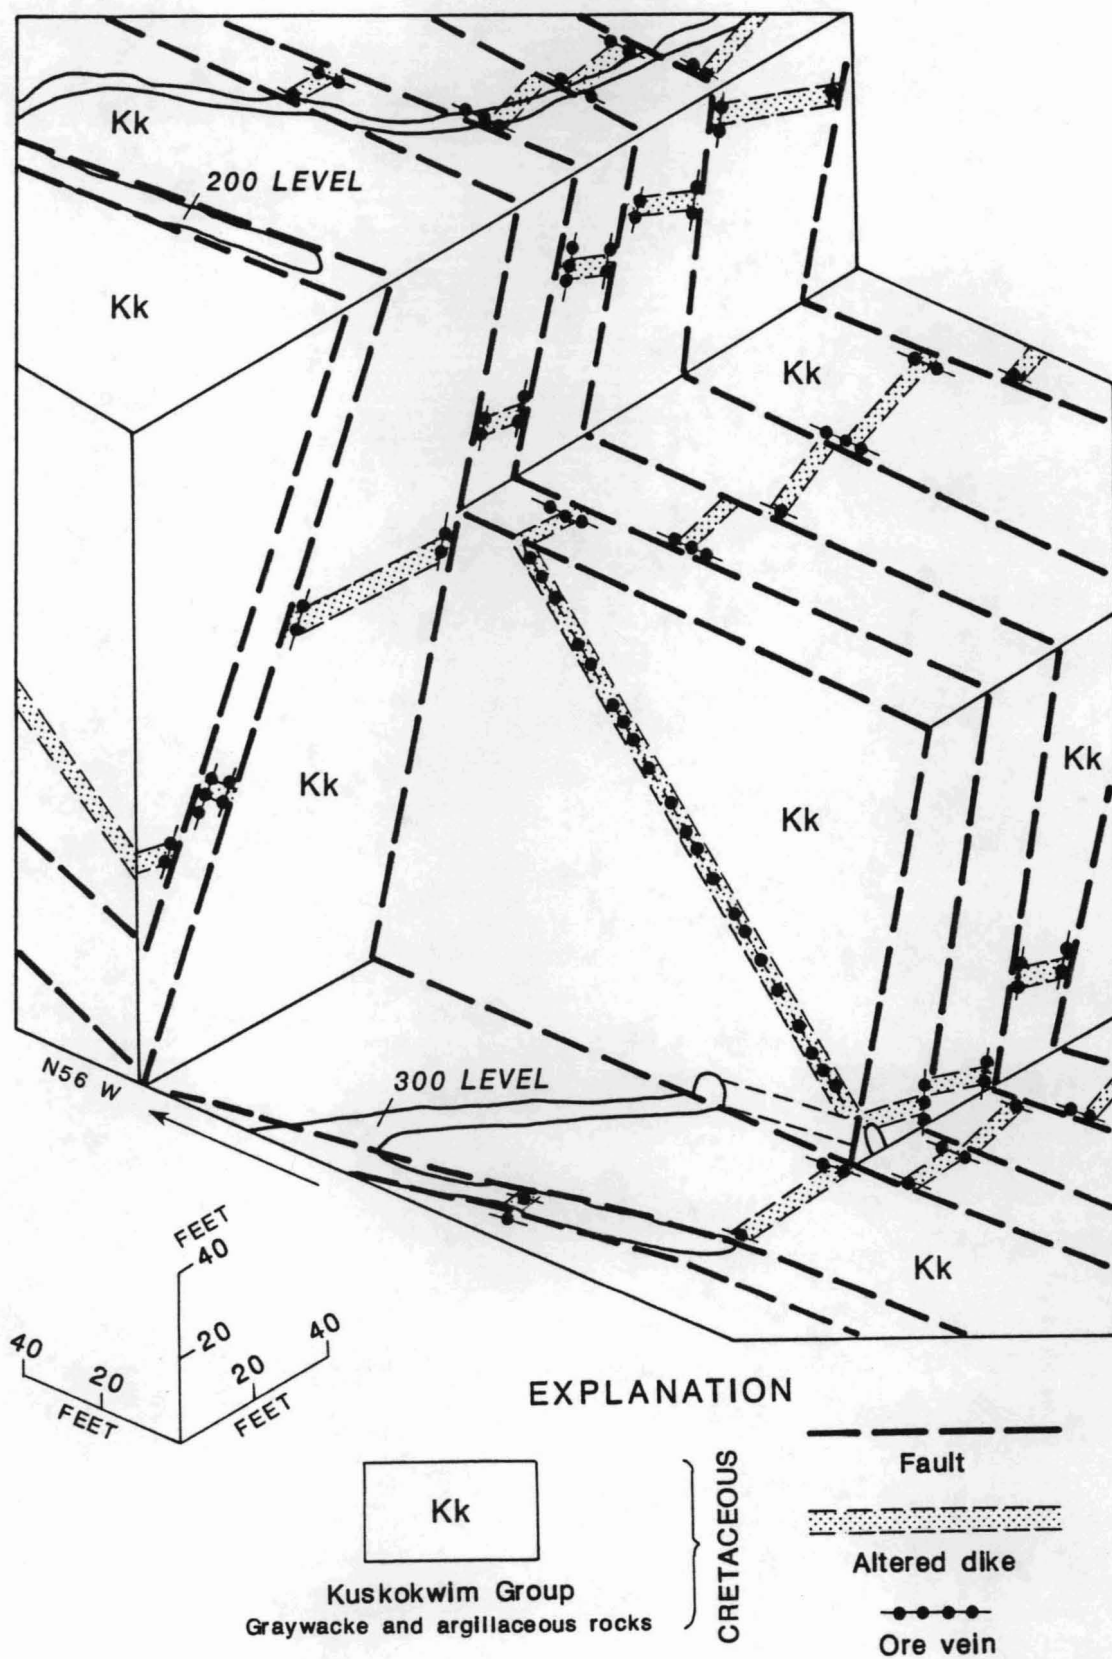 Kk
200 LEVEL
Kk
Kk
Kk
Kk
Kk
300 LEVEL
N56 W
Kk
FEET
40
20
40
20
FEET
40
20
FEET
EXPLANATION
Kk
Kuskokwim Group
Graywacke and argillaceous rocks
CRETACEOUS
Fault
Altered dike
Ore vein